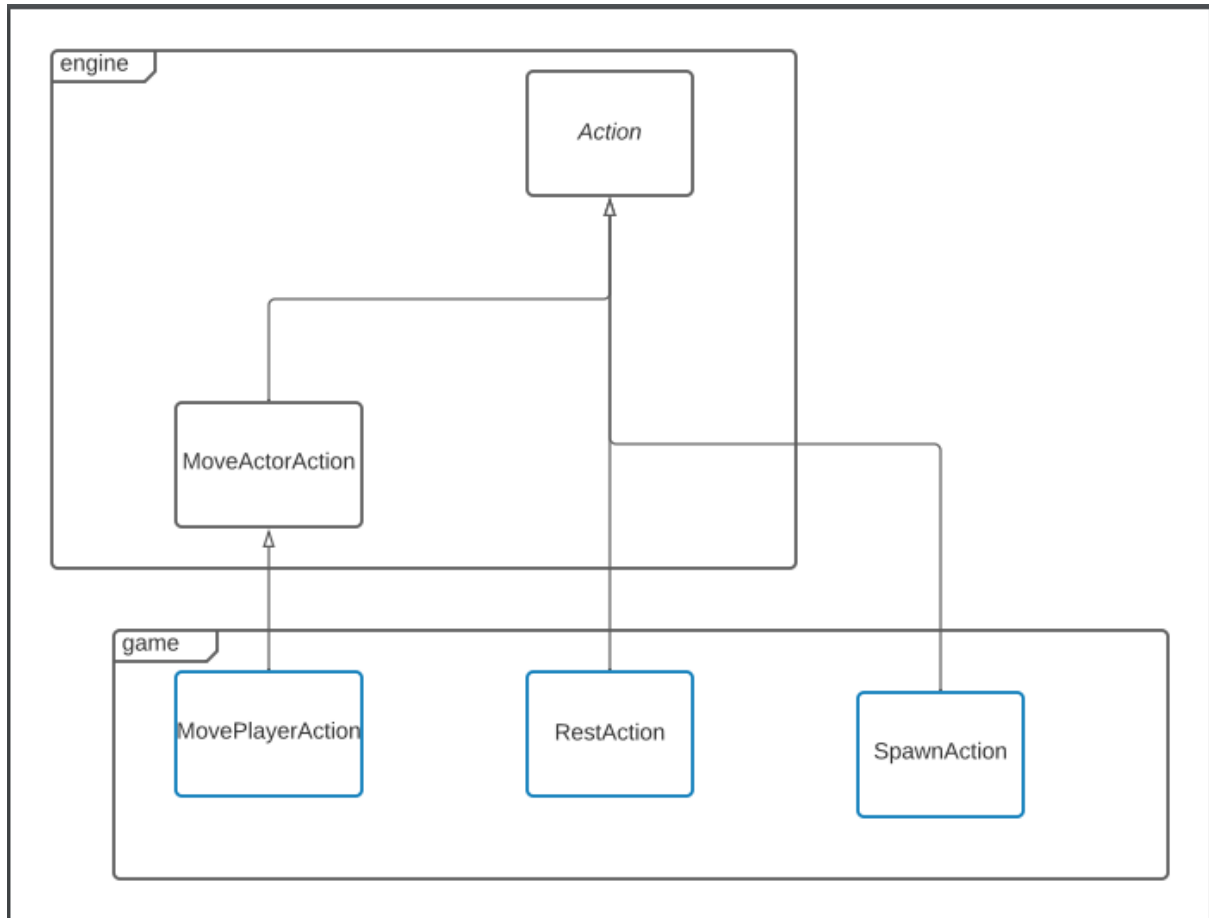 engine
Action
MoveActorAction
game
MovePlayerAction
RestAction
SpawnAction